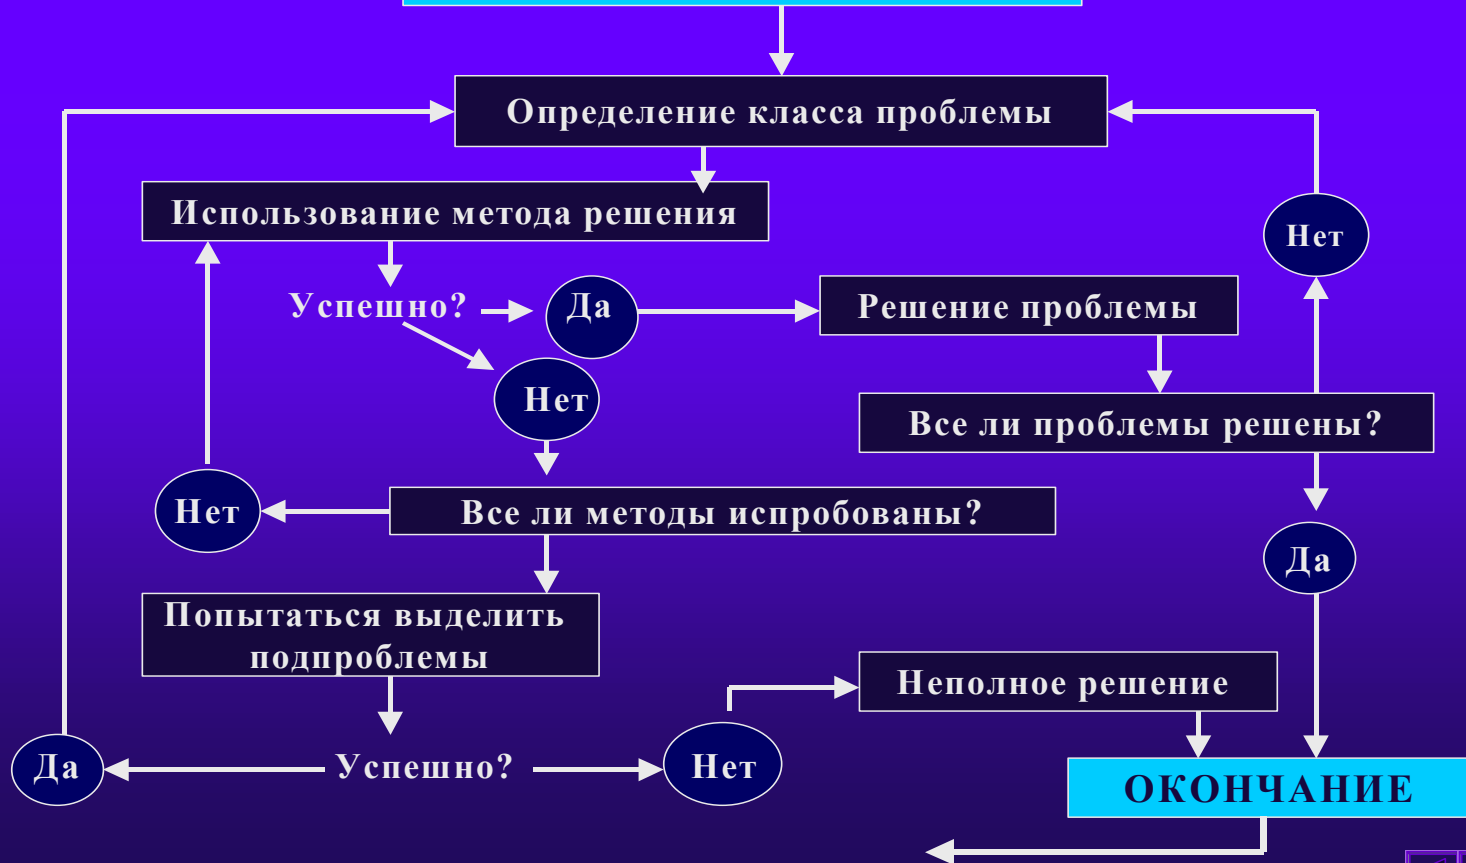 Определение класса проблемы
Использование метода решения
Нет
Успешно?
Да
Решение проблемы
Нет
Все ли проблемы решены?
Нет
Все ли методы испробованы?
Да
Попытаться выделить
подпроблемы
Неполное решение
Да
Успешно?
Нет
ОКОНЧАНИЕ